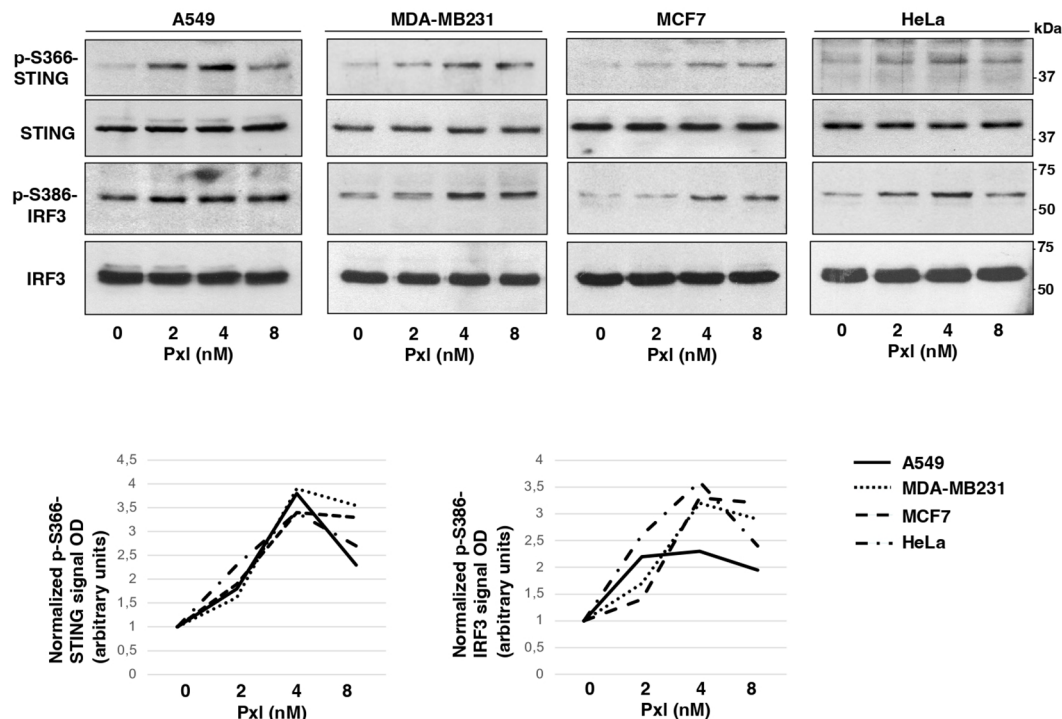 A549 MDA-MB231 MCF7 HeLa
kDa
p-S366-
STING
37
STING
37
p-S386-
IRF3
75
50
IRF3
75
50
0 2 4 8 0 2 4 8 0 2 4 8 0 2 4 8
Pxl (nM) Pxl (nM) Pxl (nM) Pxl (nM)
Normalized p-S366-
STING signal OD
(arbitrary units)
4,5
4
3,5
3
2,5
2
1,5
1
0,5
0
0 2 4 8
Pxl (nM)
Normalized p-S386-
IRF3 signal OD
(arbitrary units)
4
3,5
3
2,5
2
1,5
1
0,5
0
0 2 4 8
Pxl (nM)
A549
MDA-MB231
MCF7
HeLa